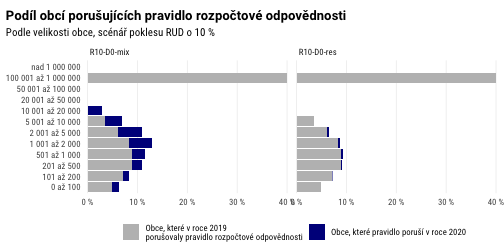 Podíl obcí porušujících pravidlo rozpočtové odpovědnosti
Podle velikosti obce, scénář poklesu RUD o 10 %
R10-D0-mix
R10-D0-res
nad 1 000 000
100 001 až 1 000 000
50 001 až 100 000
20 001 až 50 000
10 001 až 20 000
5 001 až 10 000
2 001 až 5 000
1 001 až 2 000
501 až 1 000
201 až 500
101 až 200
0 až 100
0 % 10 % 20 % 30 % 40 %
0 % 10 % 20 % 30 % 40 %
Obce, které v roce 2019
porušovaly pravidlo rozpočtové odpovědnosti
Obce, které pravidlo poruší v roce 2020